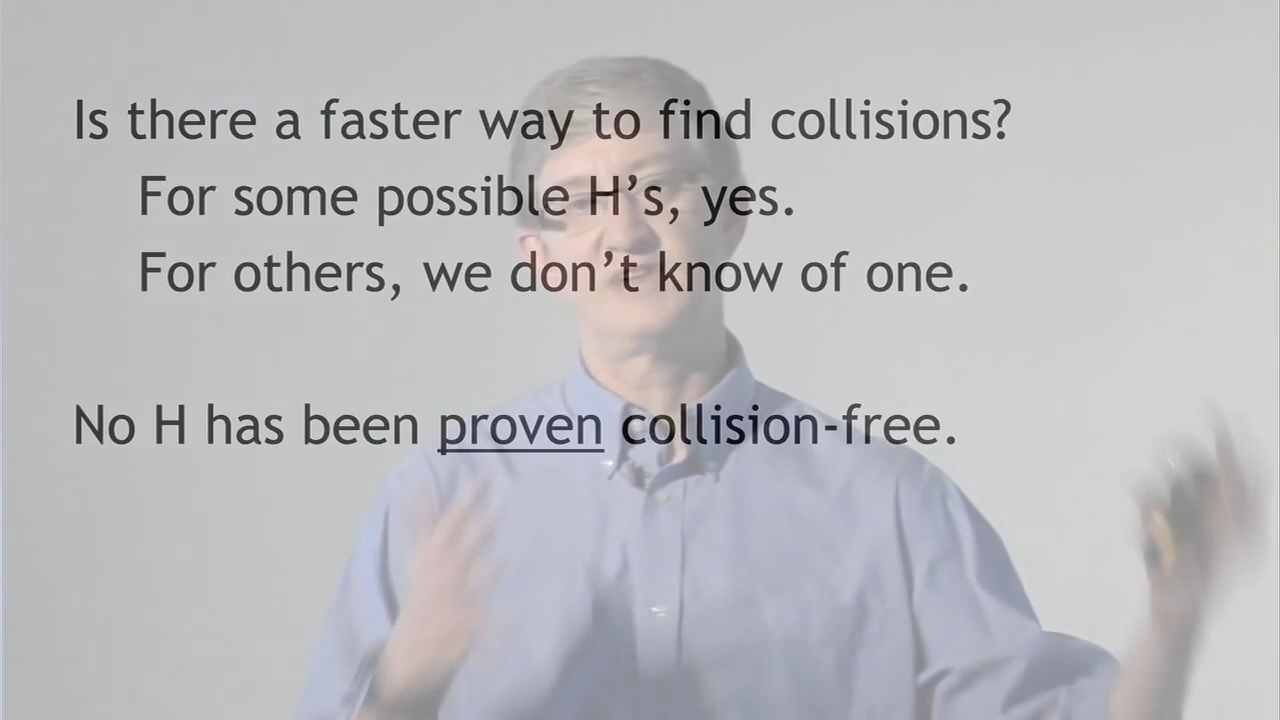 Is there a faster way to find collisions?
For some possible H’s, yes.
For others, we don’t know of one.
No H has been proven collision-free.